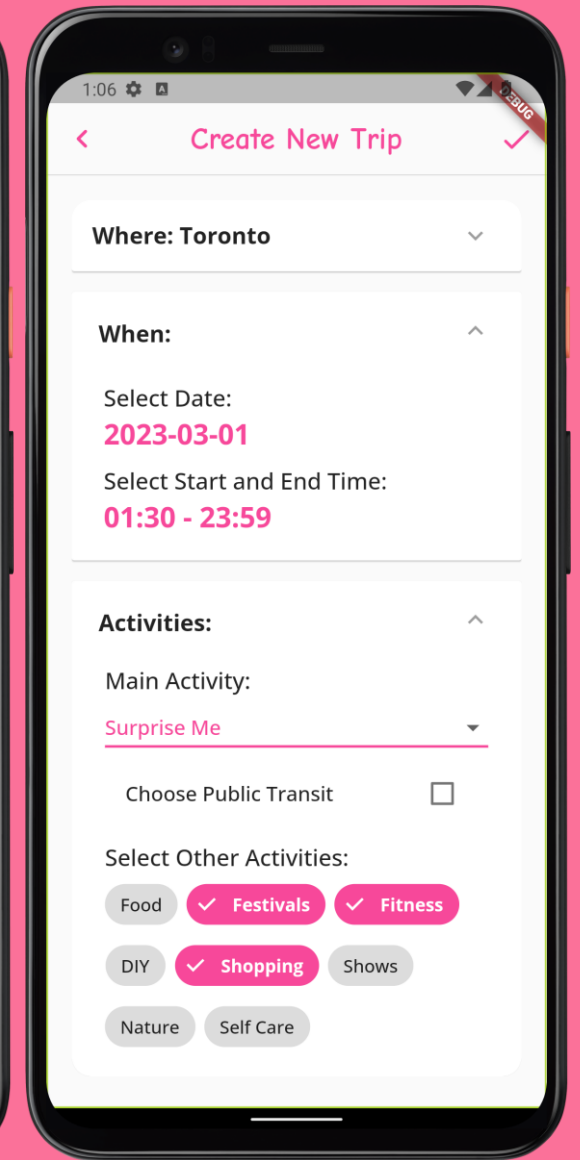 1:06
DEBUG
Create New Trip
Where: Toronto
When:
Select Date:
2023-03-01
Select Start and End Time:
01:30 - 23:59
Activities:
Main Activity:
Surprise Me
Choose Public Transit
Select Other Activities:
Food Festivals Fitness
DIY Shopping Shows
Nature Self Care